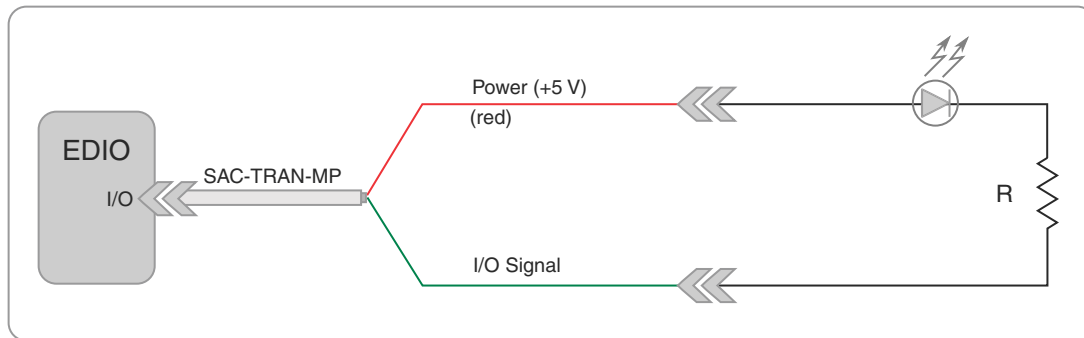 Power (+5 V)
(red)
EDIO
SAC-TRAN-MP
I/O
R
I/O Signal